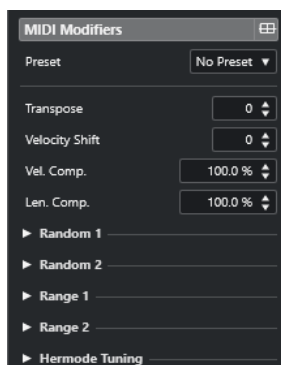 MIDI Modifiers
Preset No Preset
Transpose 0
Velocity Shift 0
Vel. Comp. 100.0 %
Len. Comp. 100.0 %
Random 1
Random 2
Range 1
Range 2
Hermode Tuning